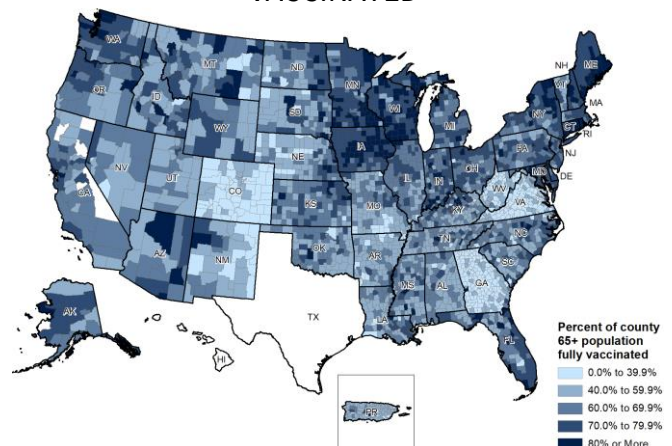 WA
MT
ND
MN
OR
ID
SD
WI
WY
MI
NY
VT
NH
ME
MA
CT
RI
NE
IA
PA
NJ
NV
UT
CO
IL
IN
OH
MD
DE
CA
KS
MO
WV
VA
KY
AZ
NM
OK
AR
TN
NC
SC
MS
AL
GA
TX
LA
FL
AK
HI
PR
Percent of county
65+ population
fully vaccinated
0.0% to 39.9%
40.0% to 59.9%
60.0% to 69.9%
70.0% to 79.9%
80% or More